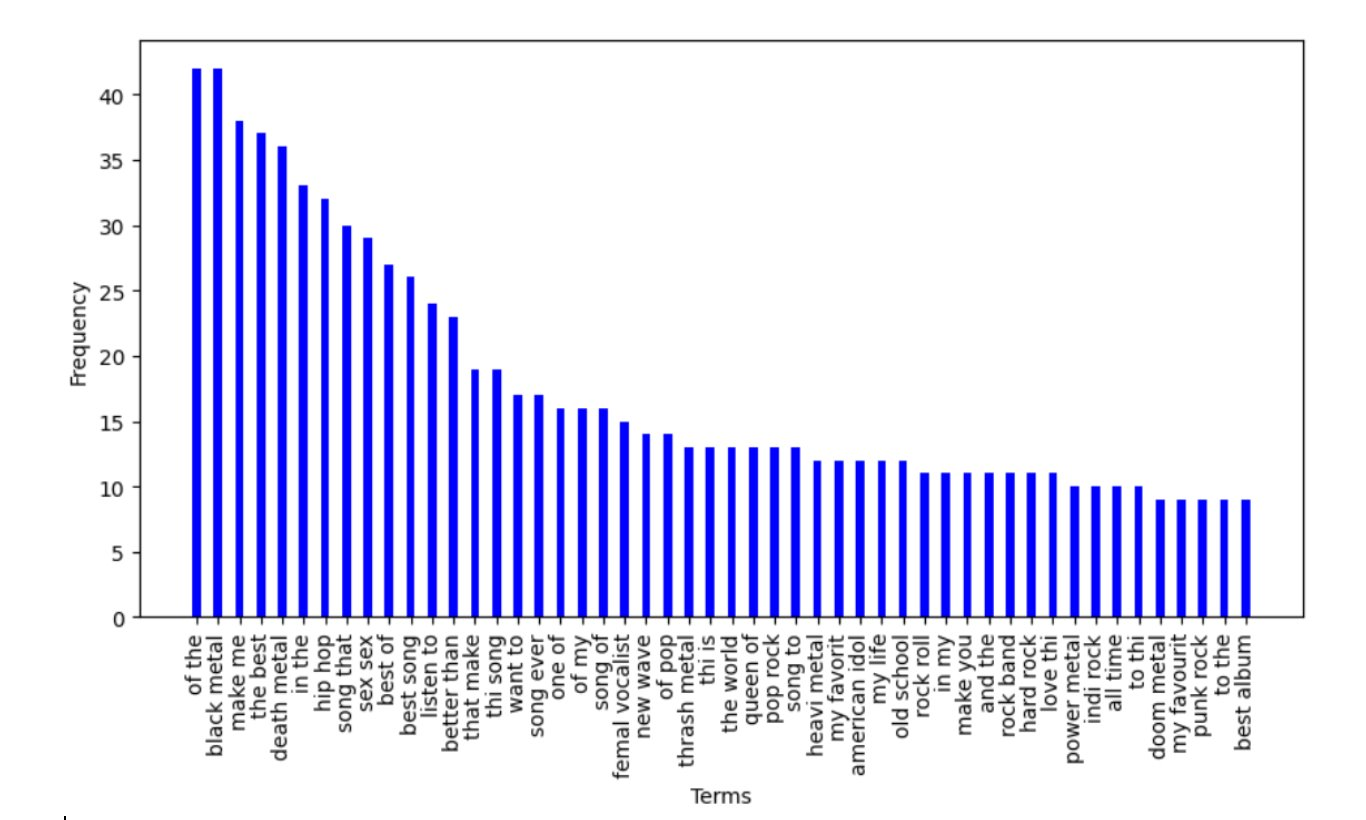 40
35
30
25
20
15
10
5
0
Frequency
of the
black metal
make me
the best
death metal
in the
hip hop
song that
sex sex
best of
best song
listen to
better than
that make
thi song
want to
song ever
one of
of my
song of
femal vocalist
new wave
of pop
thrash metal
thi is
the world
queen of
pop rock
song to
heavi metal
my favorit
american idol
my life
old school
rock roll
in my
make you
and the
rock band
hard rock
love thi
power metal
indi rock
all time
to thi
doom metal
my favourit
punk rock
to the
best album
Terms